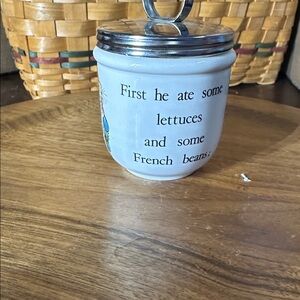 First he ate some
lettuces
and some
French beans;